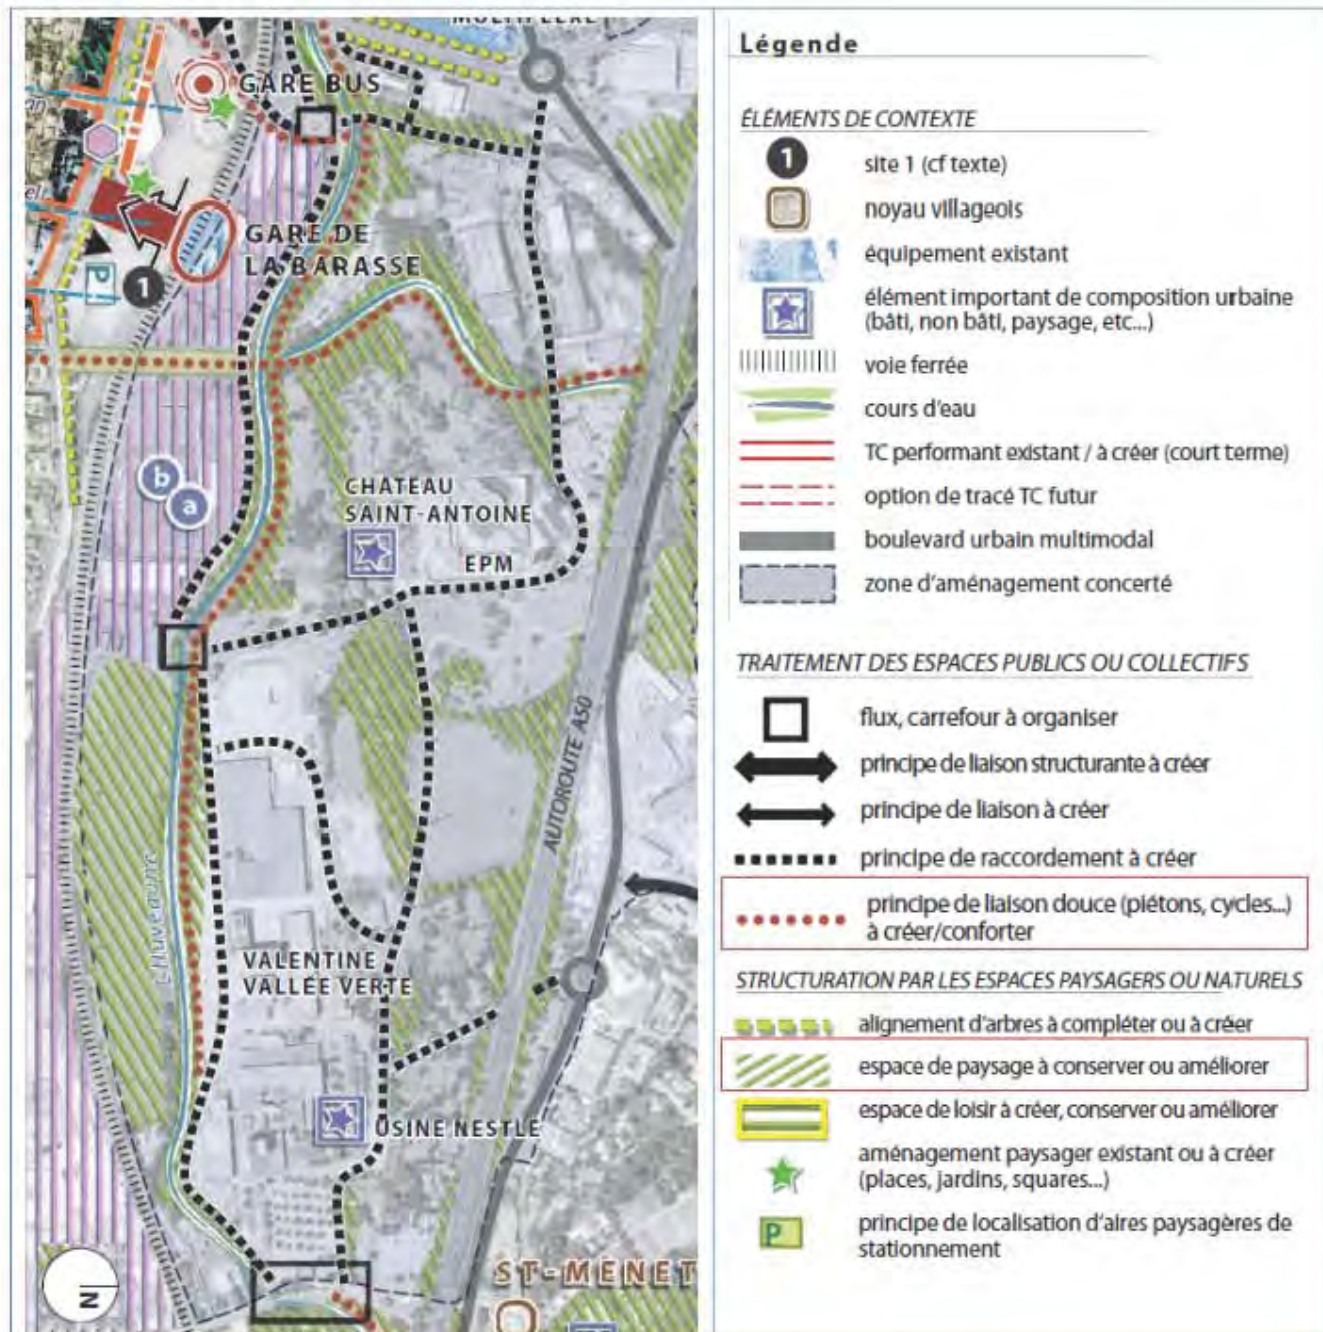 MULTIPLEXE
GARE BUS
GARE DE
LA BARASSE
P
1
b
a
CHATEAU
SAINT-ANTOINE
EPM
AUTOROUTE A50
L'Huveaune
VALENTINE
VALLÉE VERTE
USINE NESTLE
ST-MENET
N
Légende
ÉLÉMENTS DE CONTEXTE
1 site 1 (cf texte)
noyau villageois
équipement existant
élément important de composition urbaine
(bâti, non bâti, paysage, etc...)
voie ferrée
cours d'eau
TC performant existant / à créer (court terme)
option de tracé TC futur
boulevard urbain multimodal
zone d'aménagement concerté
TRAITEMENT DES ESPACES PUBLICS OU COLLECTIFS
flux, carrefour à organiser
principe de liaison structurante à créer
principe de liaison à créer
principe de raccordement à créer
principe de liaison douce (piétons, cycles...)
à créer/conforter
STRUCTURATION PAR LES ESPACES PAYSAGERS OU NATURELS
alignement d'arbres à compléter ou à créer
espace de paysage à conserver ou améliorer
espace de loisir à créer, conserver ou améliorer
aménagement paysager existant ou à créer
(places, jardins, squares...)
P principe de localisation d'aires paysagères de
stationnement